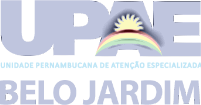 UPAE
UNIDADE PERNAMBUCANA DE ATENÇÃO ESPECIALIZADA
BELO JARDIM